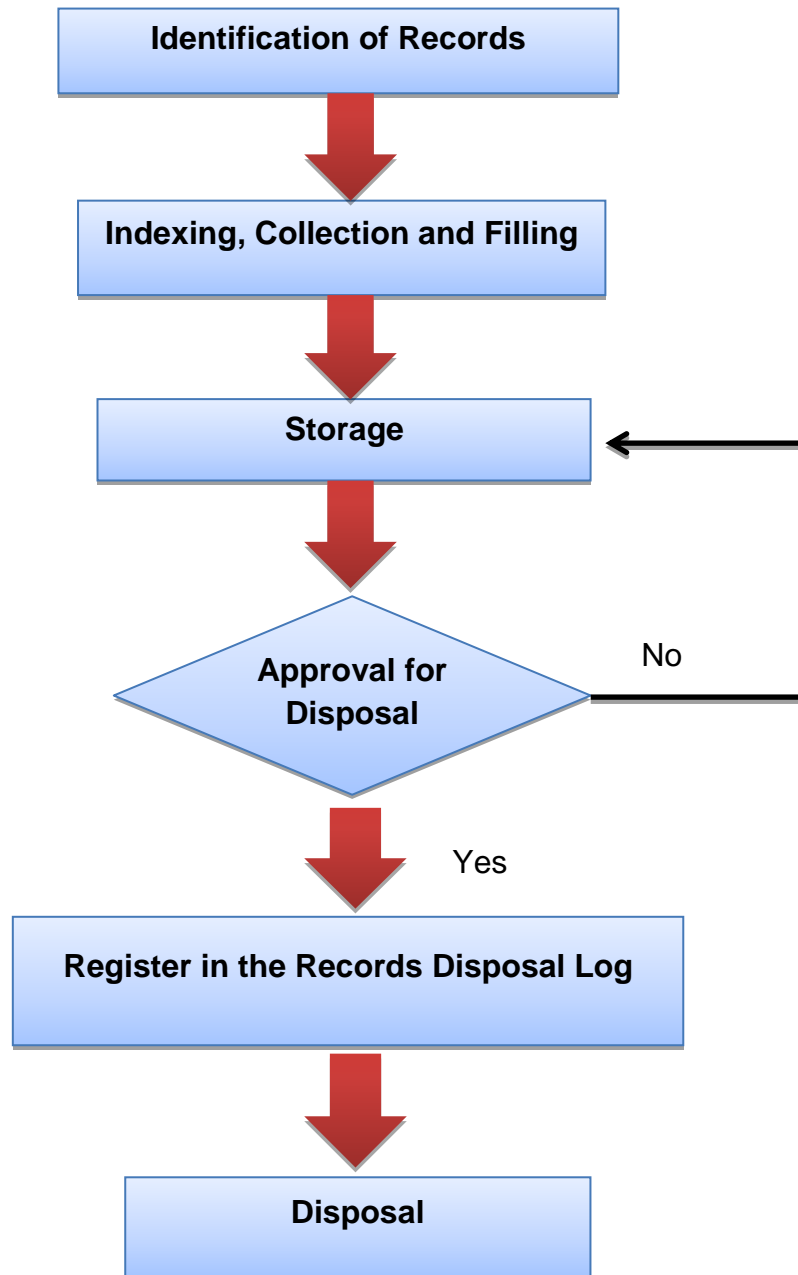 Identification of Records
Indexing, Collection and Filling
Storage
Approval for
Disposal
No
Yes
Register in the Records Disposal Log
Disposal